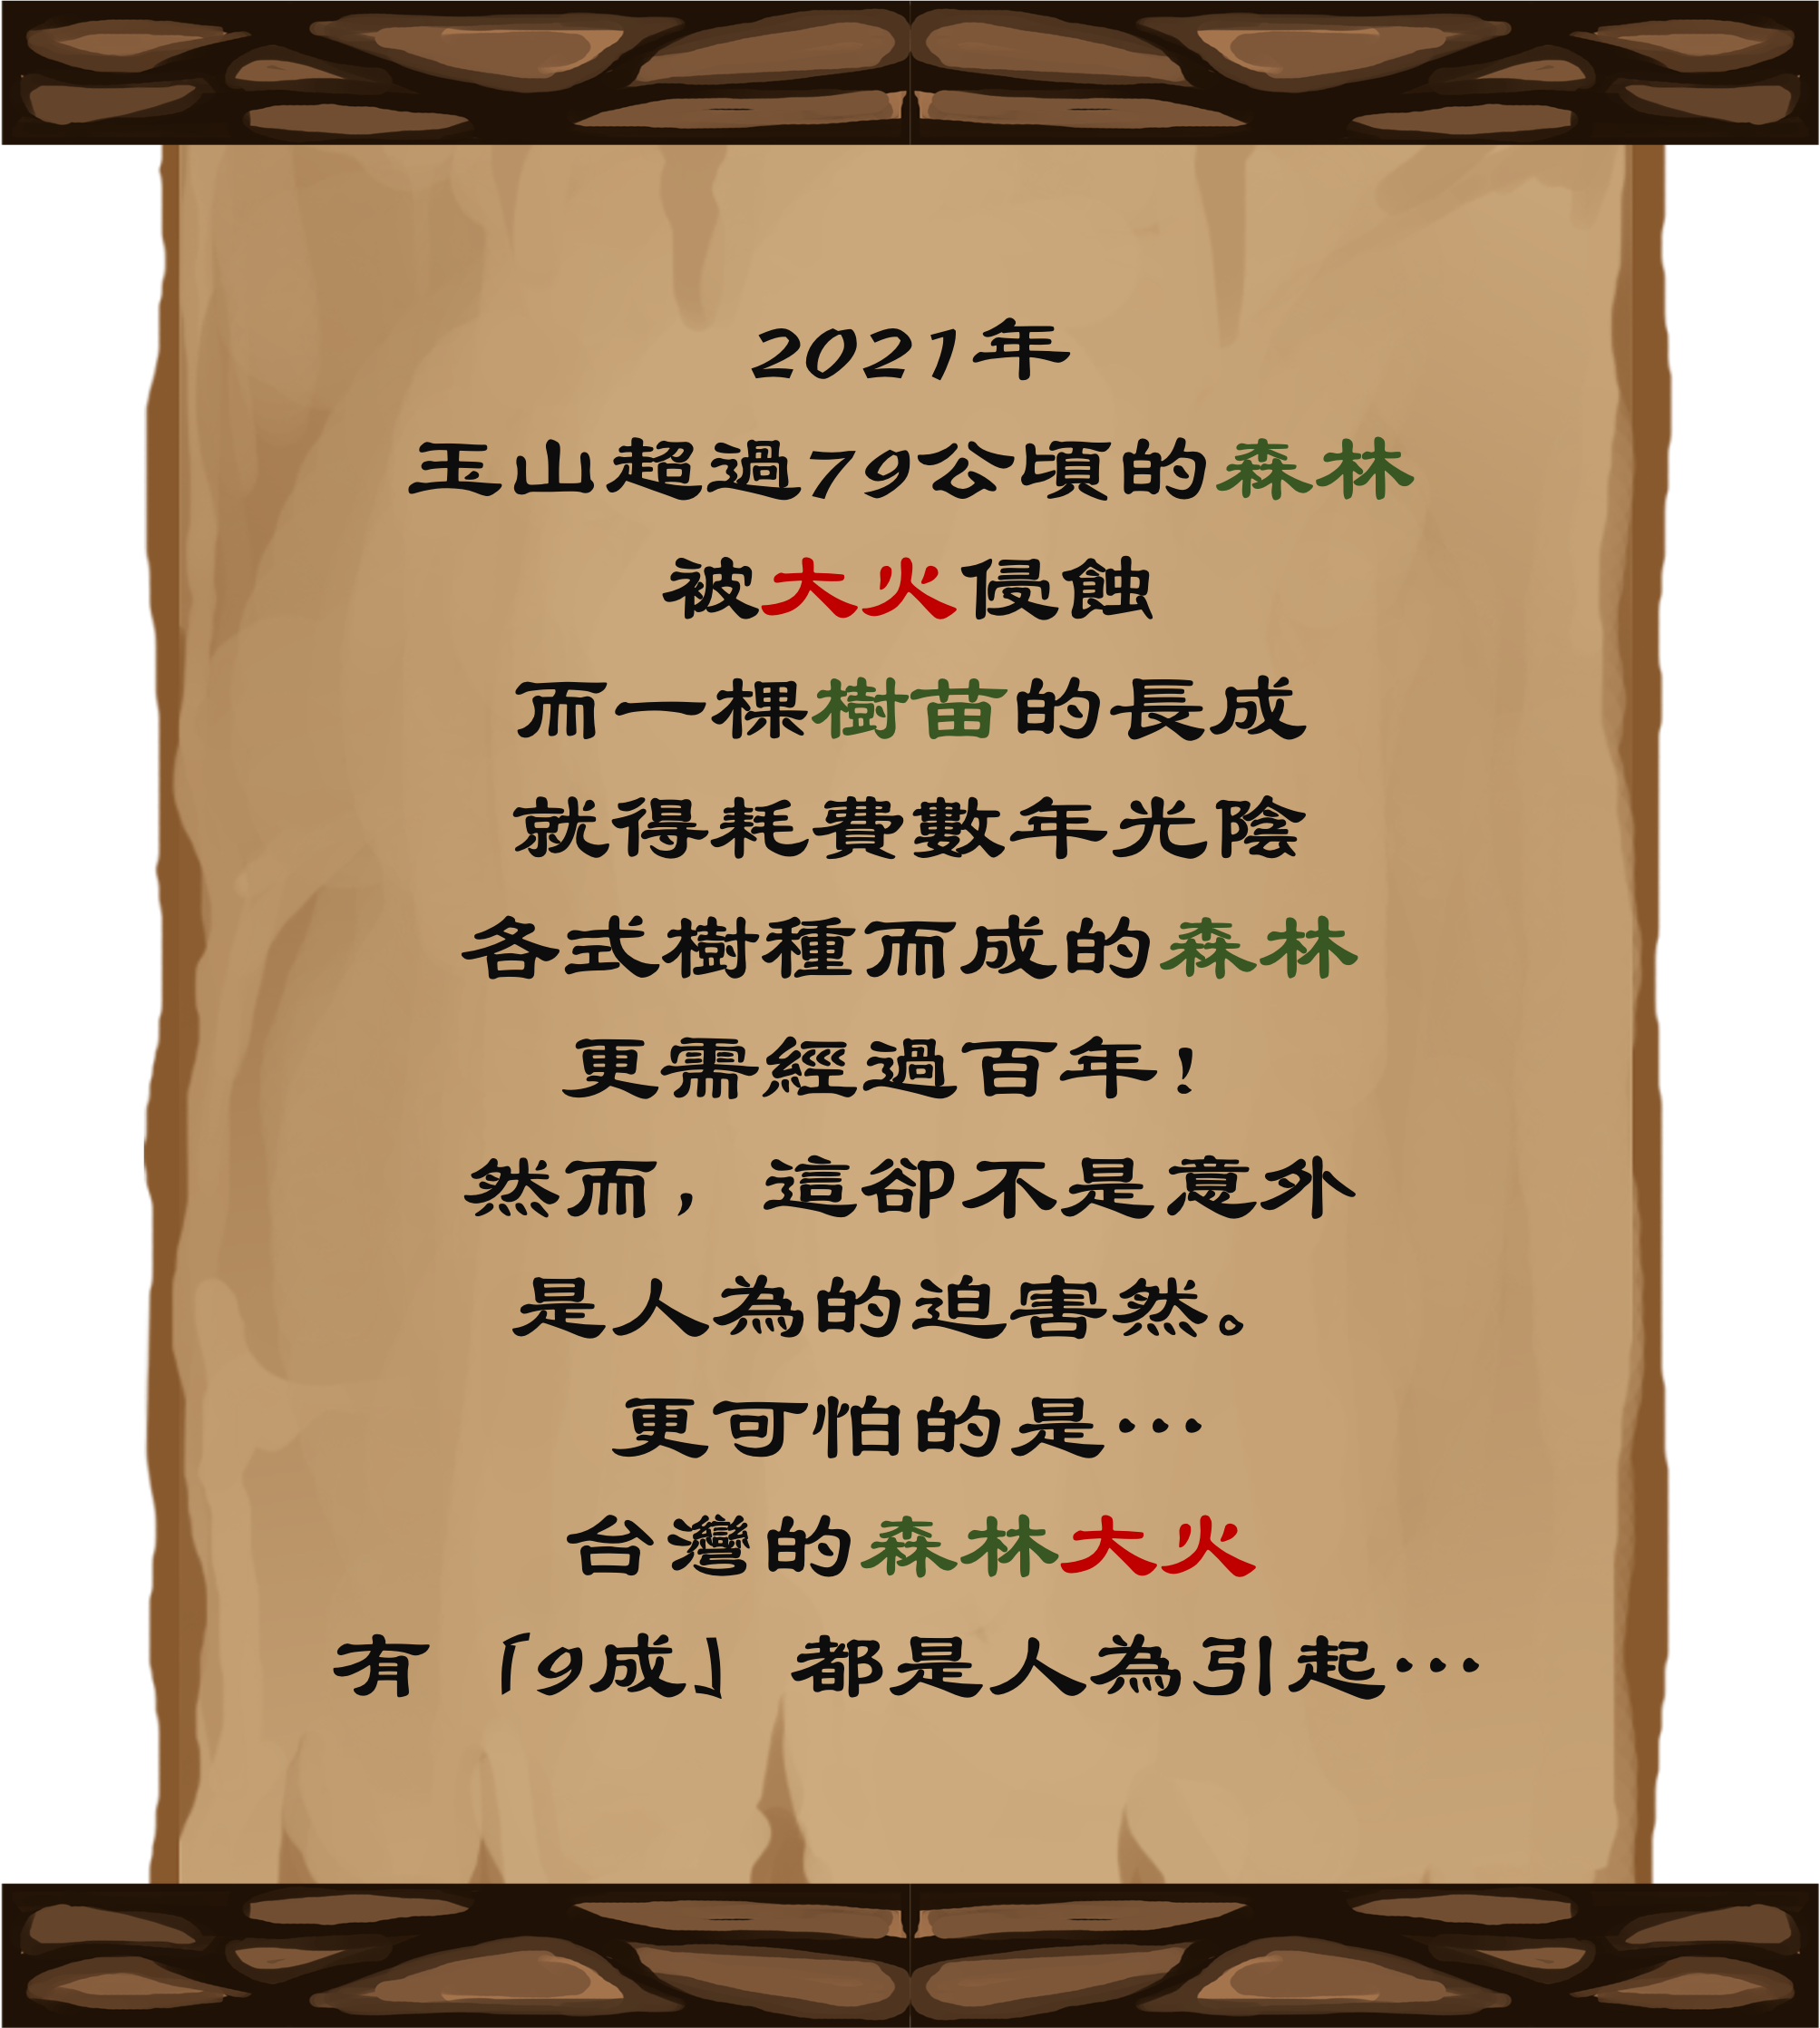 2021年
玉山超過79公頃的森林
被大火侵蝕
而一棵樹苗的長成
就得耗費數年光陰
各式樹種而成的森林
更需經過百年！
然而，這卻不是意外
是人為的迫害然。
更可怕的是…
台灣的森林大火
有「9成」都是人為引起…